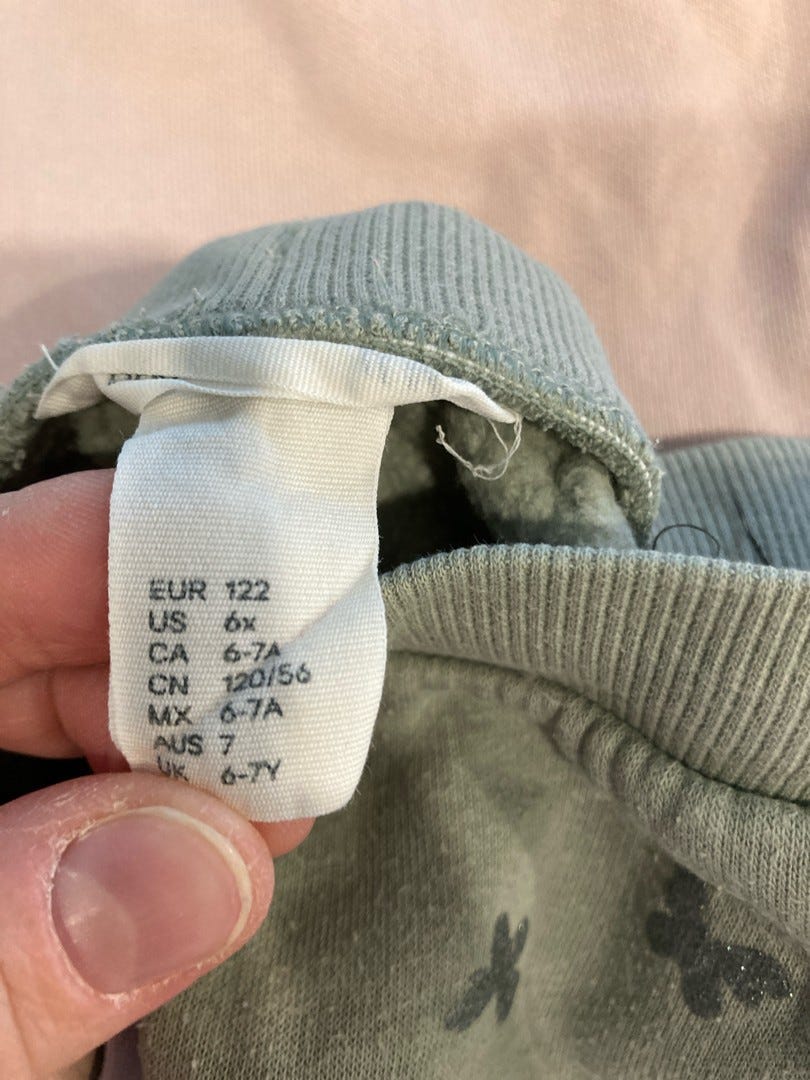 EUR 122
US 6x
CA 6-7A
CN 120/56
MX 6-7A
AUS 7
UK 6-7Y